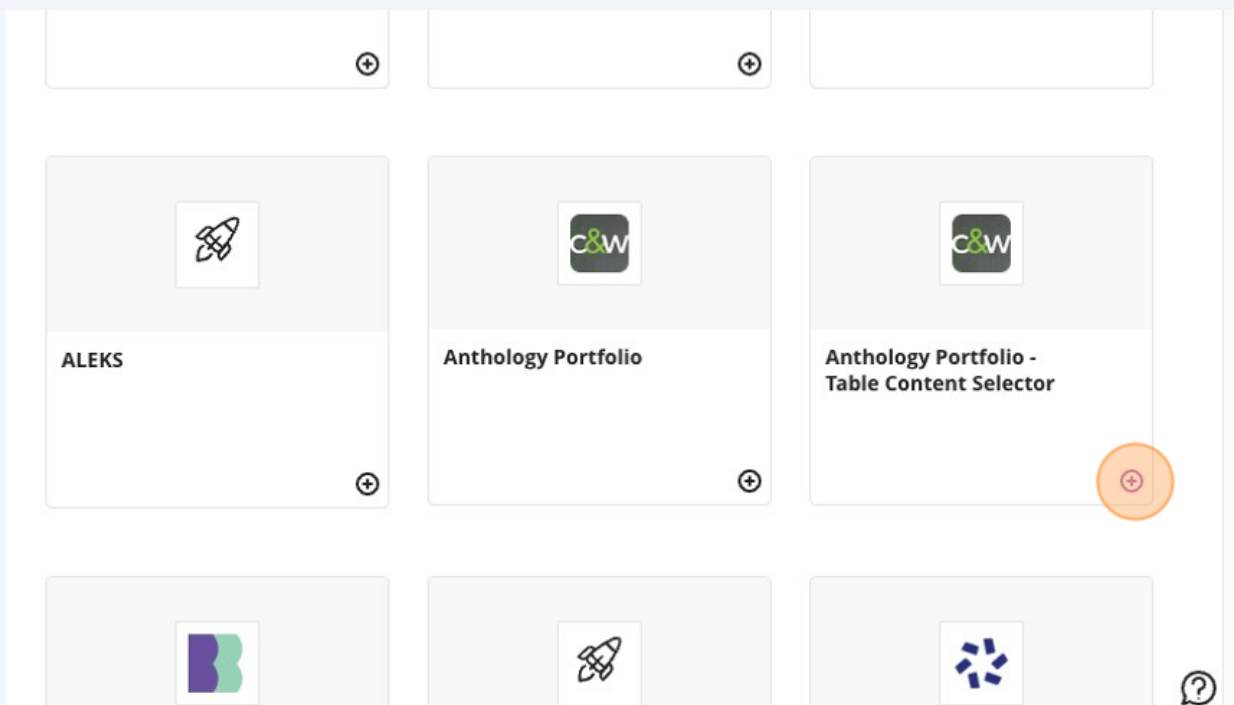 C&W
C&W
ALEKS
Anthology Portfolio
Anthology Portfolio -
Table Content Selector